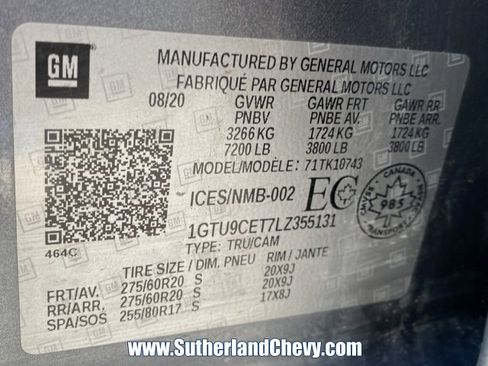 GM
MANUFACTURED BY GENERAL MOTORS LLC
FABRIQUÉ PAR GENERAL MOTORS LLC
08/20 GVWR GAWR FRT GAWR RR
PNBV PNBE AV. PNBE ARR.
3266 KG 1724 KG 1724 KG
7200 LB 3800 LB 3800 LB
MODEL/MODÈLE: 71TK10743
ICES/NMB-002 EC
CANADA
985
CMVSS NSVAC
1GTU9CET7LZ355131
TYPE: TRU/CAM
464C
TIRE SIZE / DIM. PNEU RIM / JANTE
FRT/AV. 275/60R20 S 20X9J
RR/ARR. 275/60R20 S 20X9J
SPA/SOS 255/80R17 S 17X8J
www.SutherlandChevy.com